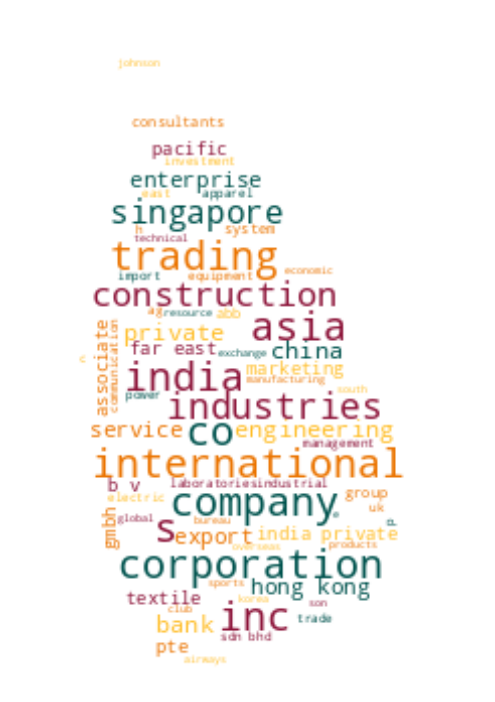 johnson
consultants
pacific
investment
enterprise
east apparel
singapore
h system
technical
trading
import equipment economic
construction
ag resource abb
private asia
associate communication
far east exchange china
c
india marketing
manufacturing
power south
industries
service co engineering
management
international
b v laboratories industrial
electric company group
uk
gmbh global s bureau a
export india private
overseas products
corporation
sports hong kong
textile korea son
club inc trade
bank sdn bhd
pte
airways